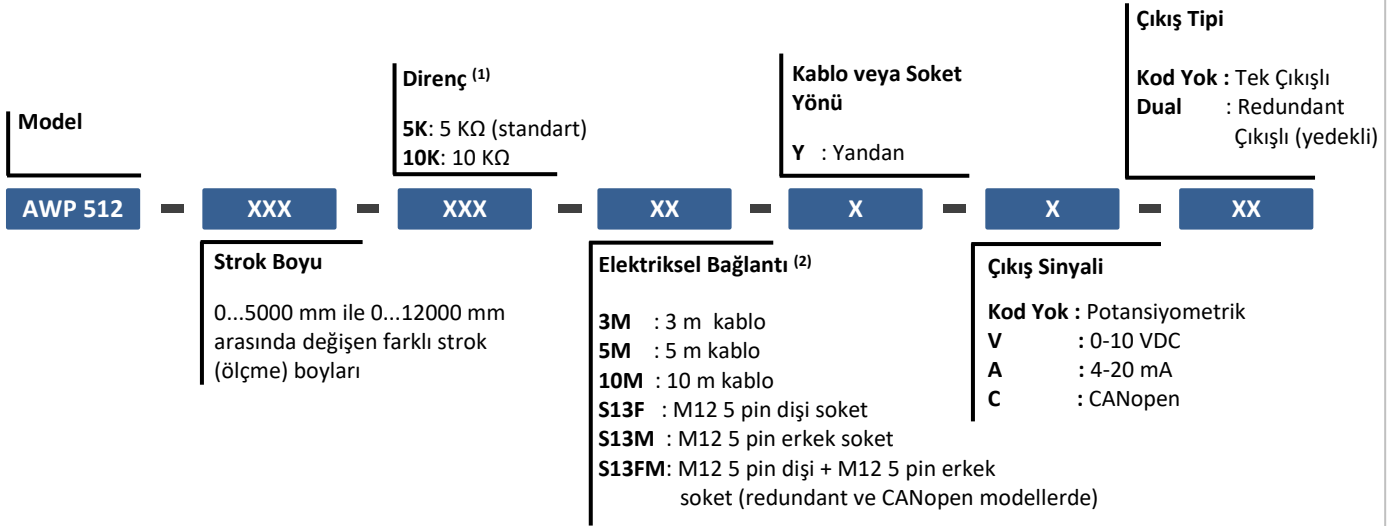 Model
Direnç (1)
5K: 5 KΩ (standart)
10K: 10 KΩ
Kablo veya Soket
Yönü
Y : Yandan
Çıkış Tipi
Kod Yok : Tek Çıkışlı
Dual : Redundant
Çıkışlı (yedekli)
AWP 512 – XXX – XXX – XX – X – X – XX
Strok Boyu
0...5000 mm ile 0...12000 mm
arasında değişen farklı strok
(ölçme) boyları
Elektriksel Bağlantı (2)
3M : 3 m kablo
5M : 5 m kablo
10M : 10 m kablo
S13F : M12 5 pin dişi soket
S13M : M12 5 pin erkek soket
S13FM: M12 5 pin dişi + M12 5 pin erkek
soket (redundant ve CANopen modellerde)
Çıkış Sinyali
Kod Yok : Potansiyometrik
V : 0-10 VDC
A : 4-20 mA
C : CANopen